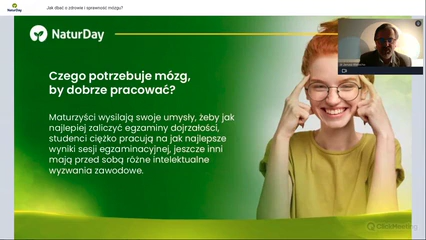 NaturDay
Jak dbać o zdrowie i sprawność mózgu?
NaturDay
Czego potrzebuje mózg,
by dobrze pracować?
Maturzyści wysilają swoje umysły, żeby jak
najlepiej zaliczyć egzaminy dojrzałości,
studenci ciężko pracują na jak najlepsze
wyniki sesji egzaminacyjnej, jeszcze inni
mają przed sobą różne intelektualne
wyzwania zawodowe.
ClickMeeting